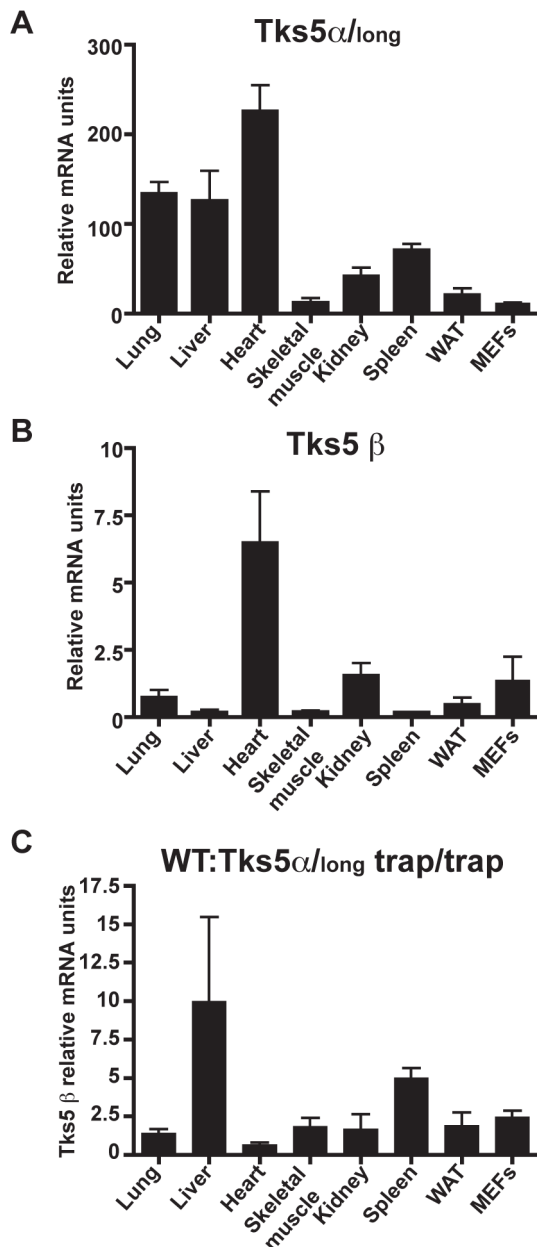 A
Tks5α/long
Relative mRNA units
300
200
100
0
Lung
Liver
Heart
Skeletal
muscle
Kidney
Spleen
WAT
MEFs
B
Tks5 β
Relative mRNA units
10
7.5
5
2.5
0
Lung
Liver
Heart
Skeletal
muscle
Kidney
Spleen
WAT
MEFs
C
WT:Tks5α/long trap/trap
Tks5 β relative mRNA units
17.5
15
12.5
10
7.5
5
2.5
0
Lung
Liver
Heart
Skeletal
muscle
Kidney
Spleen
WAT
MEFs